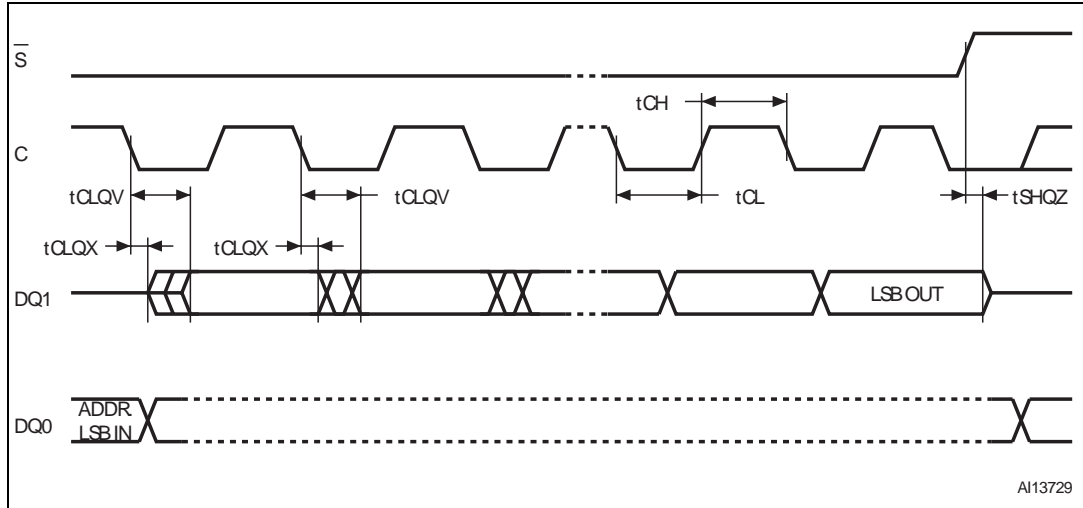 S
tCH
C
tCLQV
tCLQV
tCL
tSHQZ
tCLQX
tCLQX
DQ1
LSB OUT
DQ0
ADDR.
LSB IN
AI13729